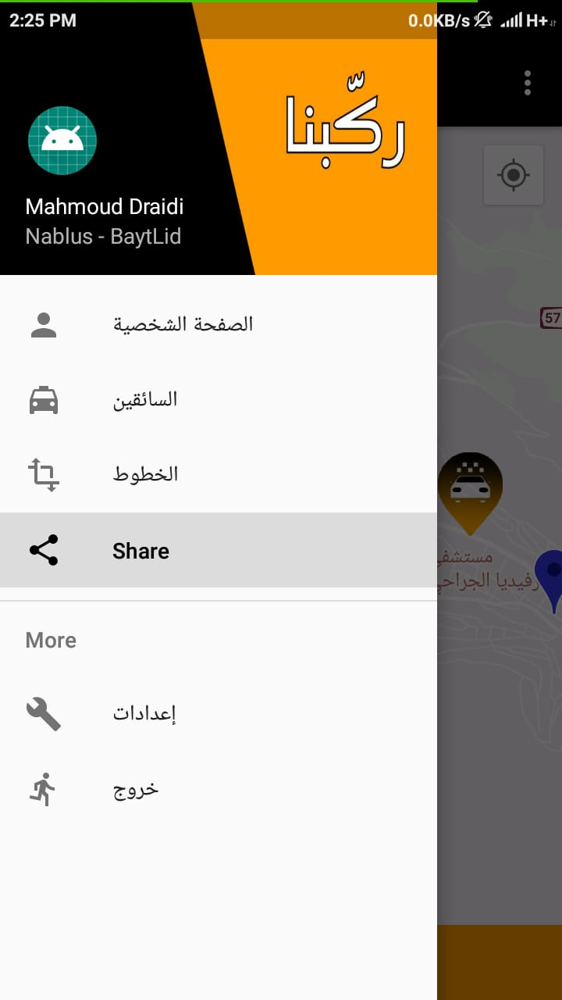 2:25 PM
0.0KB/s H+
ركّبنا
Mahmoud Draidi
Nablus - BaytLid
الصفحة الشخصية
السائقين
الخطوط
Share
More
إعدادات
خروج
57
مستشفى
رفيديا الجراحي